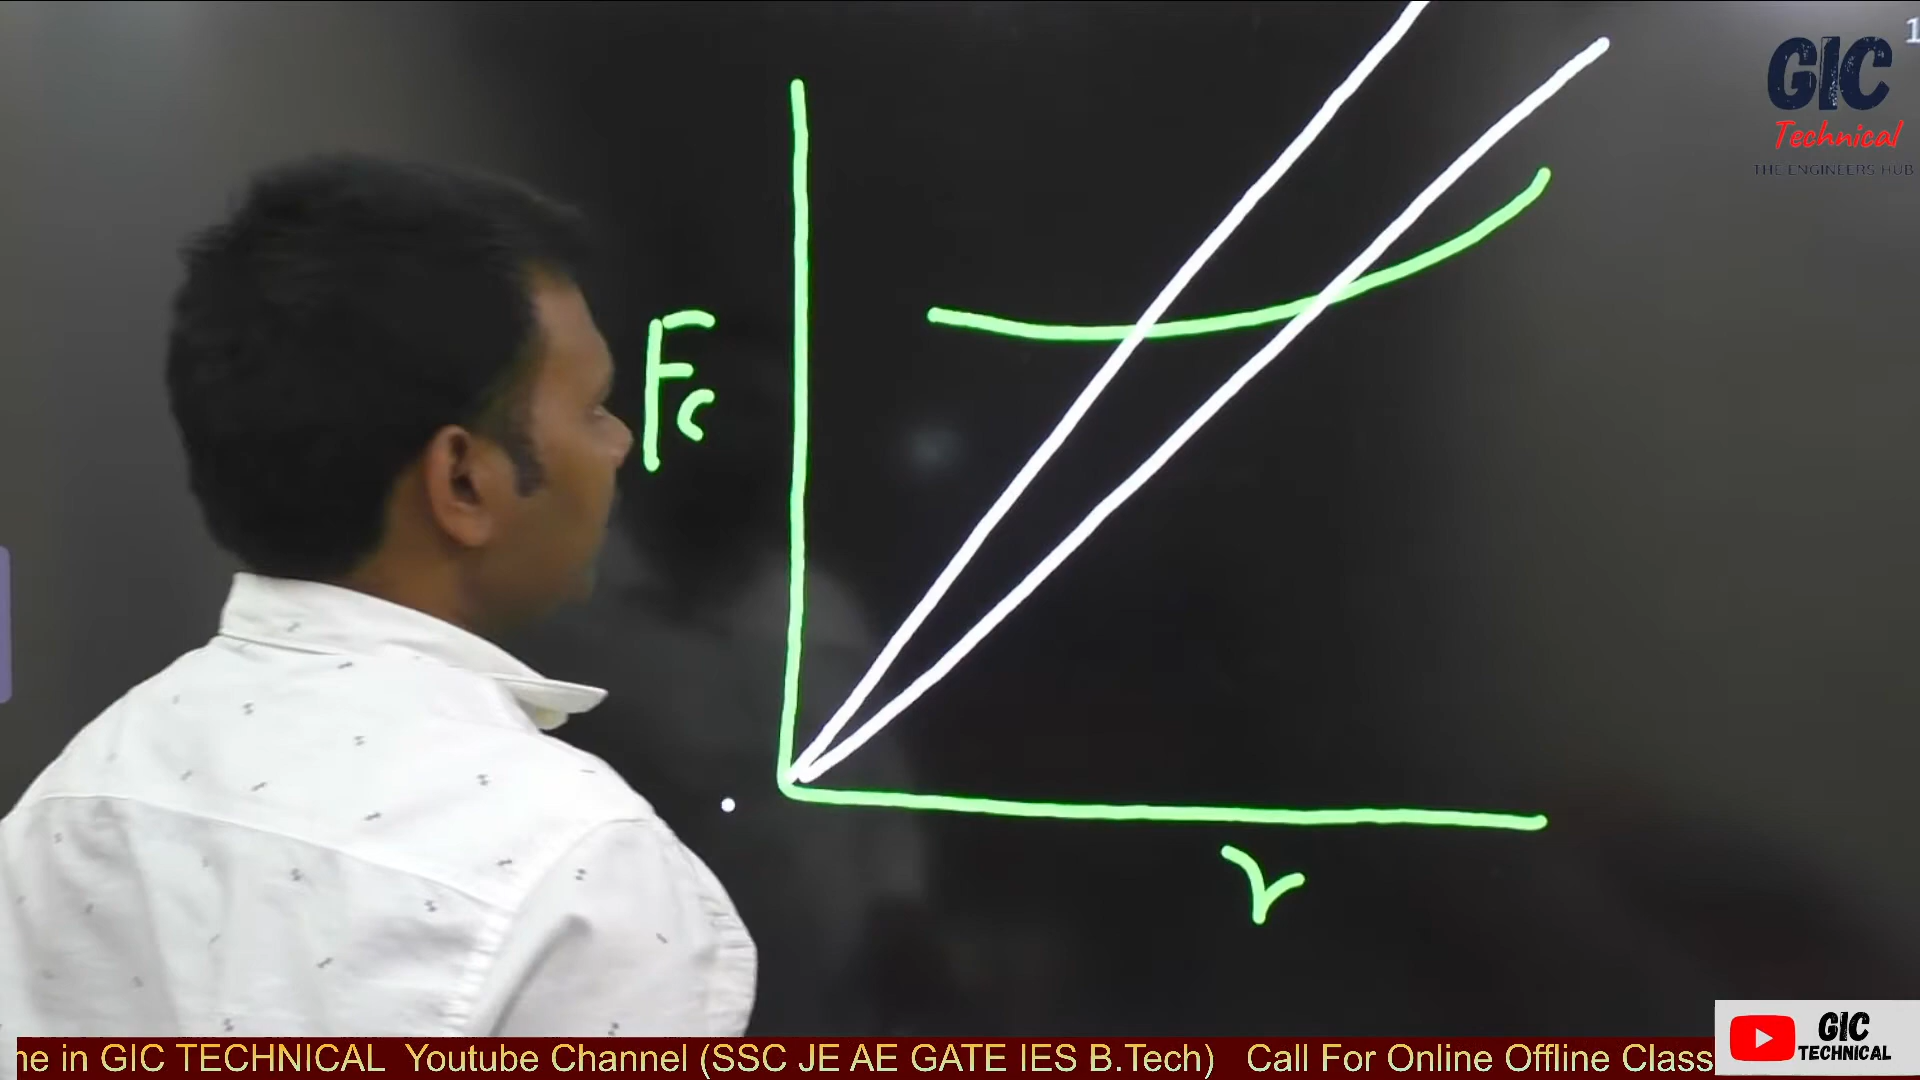 1
GIC
Technical
THE ENGINEERS HUB
Fc
r
ne in GIC TECHNICAL Youtube Channel (SSC JE AE GATE IES B.Tech) Call For Online Offline Class
GIC
TECHNICAL